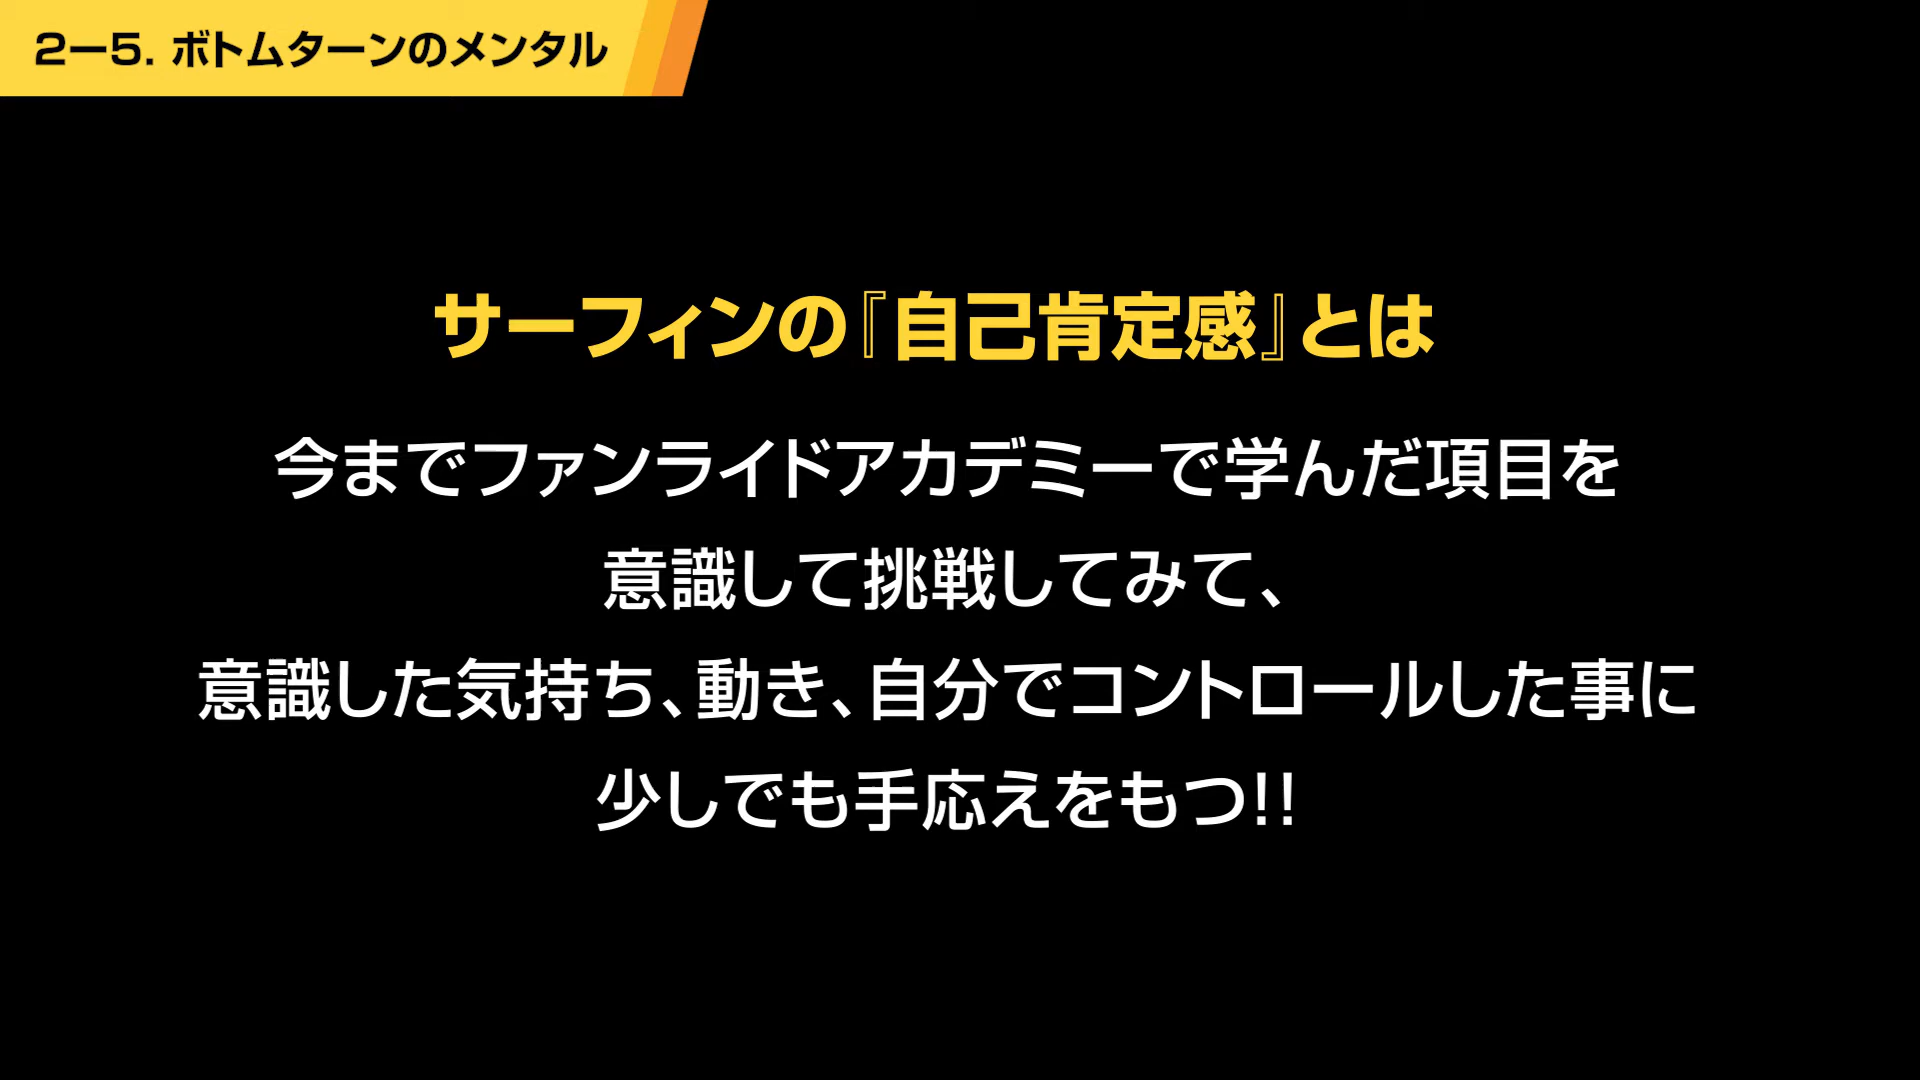 2ー5. ボトムターンのメンタル
サーフィンの『自己肯定感』とは
今までファンライドアカデミーで学んだ項目を
意識して挑戦してみて、
意識した気持ち、動き、自分でコントロールした事に
少しでも手応えをもつ!!